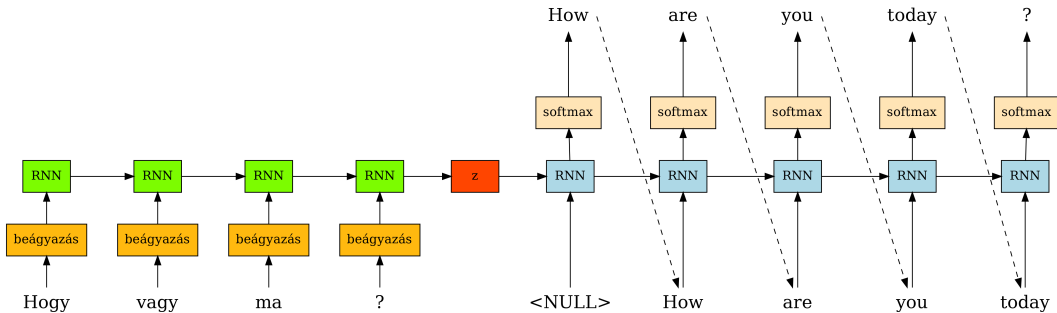 How are you today ?
softmax softmax softmax softmax softmax
RNN RNN RNN RNN z RNN RNN RNN RNN RNN
beágyazás beágyazás beágyazás beágyazás
Hogy vagy ma ? <NULL> How are you today